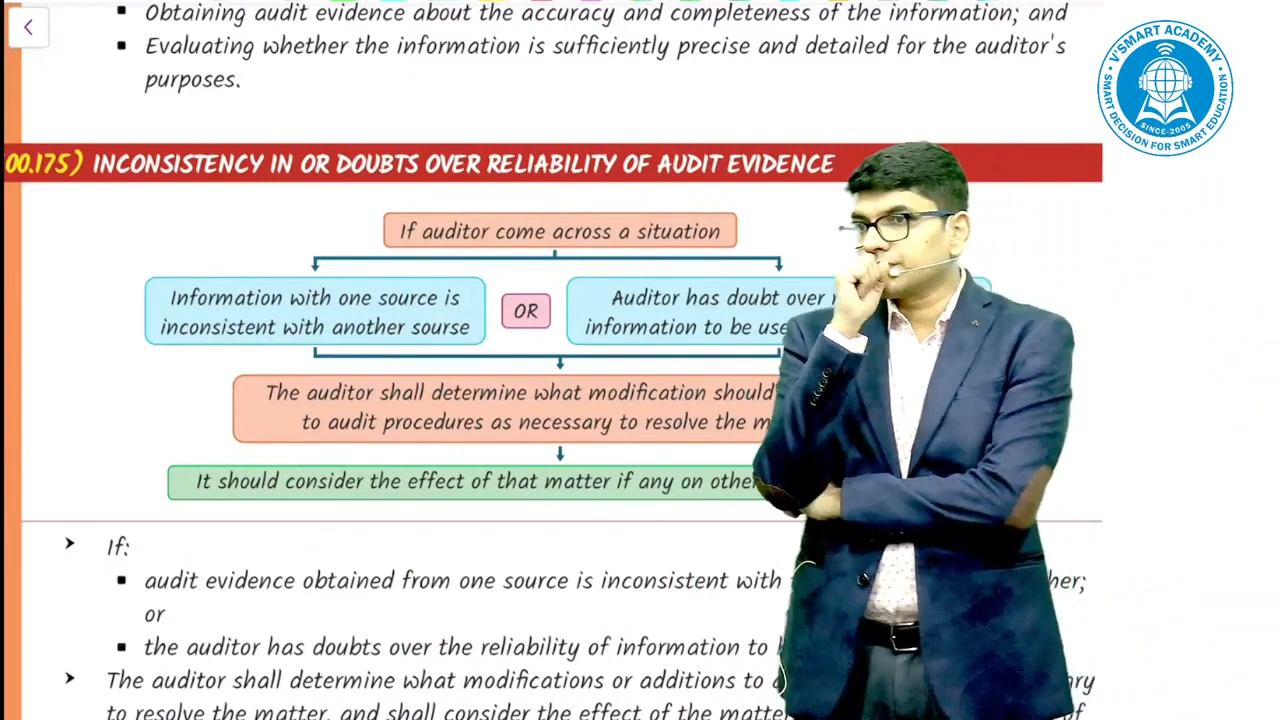 ▪ Obtaining audit evidence about the accuracy and completeness of the information; and
▪ Evaluating whether the information is sufficiently precise and detailed for the auditor's
purposes.
V'SMART ACADEMY
SINCE-2005
SMART DECISION FOR SMART EDUCATION
00.175) INCONSISTENCY IN OR DOUBTS OVER RELIABILITY OF AUDIT EVIDENCE
If auditor come across a situation
Information with one source is
inconsistent with another sourse
OR
Auditor has doubt over
information to be
The auditor shall determine what modification should
to audit procedures as necessary to resolve the
It should consider the effect of that matter if any on
➤ If:
▪ audit evidence obtained from one source is inconsistent with
or
▪ the auditor has doubts over the reliability of information to
➤ The auditor shall determine what modifications or additions to
to resolve the matter, and shall consider the effect of the matter of